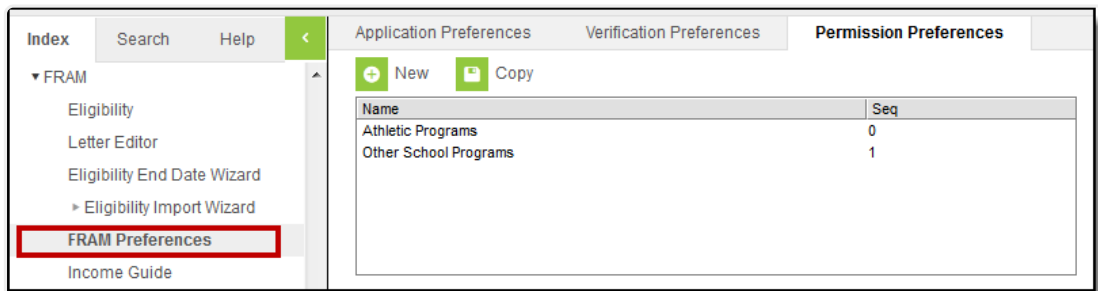 Index Search Help
FRAM
Eligibility
Letter Editor
Eligibility End Date Wizard
Eligibility Import Wizard
FRAM Preferences
Income Guide
Application Preferences Verification Preferences Permission Preferences
New Copy
Name Seq
Athletic Programs 0
Other School Programs 1